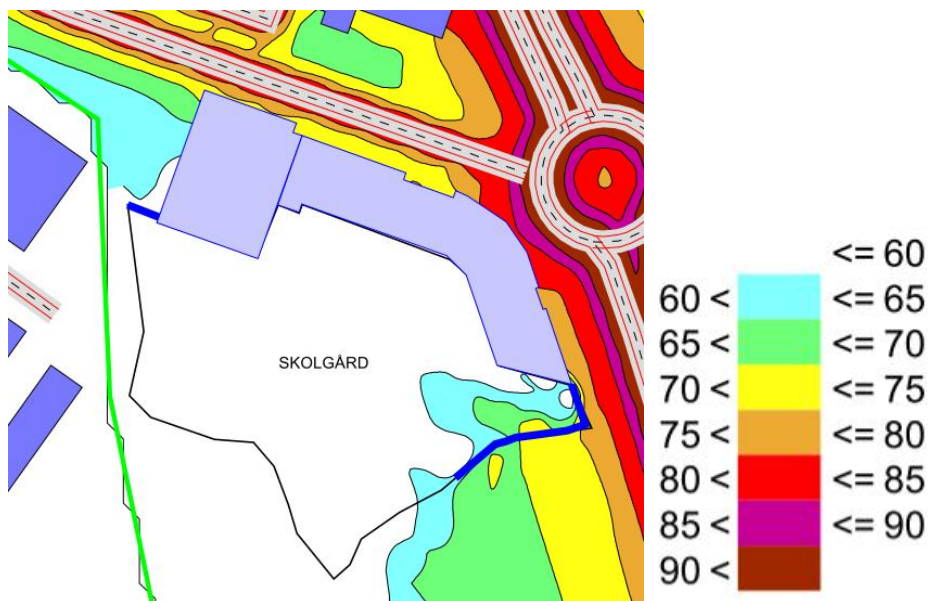 SKOLGÅRD
<= 60
60 < <= 65
65 < <= 70
70 < <= 75
75 < <= 80
80 < <= 85
85 < <= 90
90 <